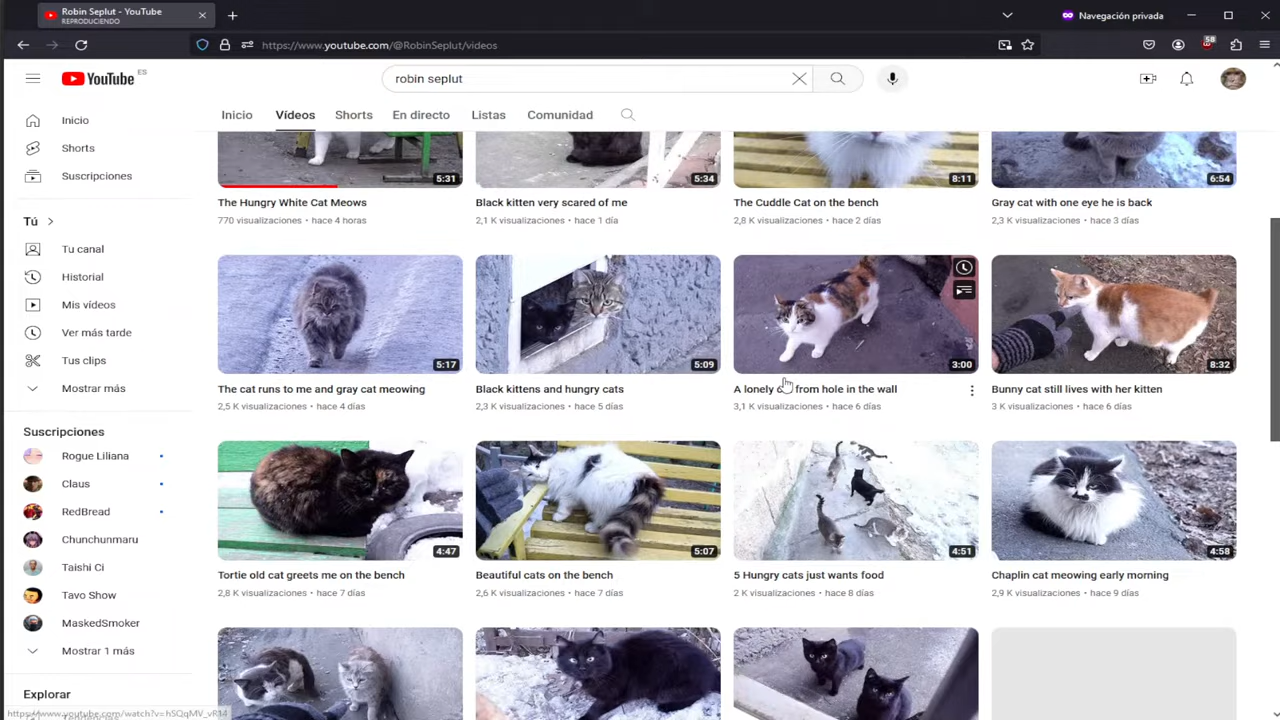 Robin Seplut - YouTube
REPRODUCIENDO
Navegación privada
https://www.youtube.com/@RobinSeplut/videos
58
YouTube ES
robin seplut
Inicio
Vídeos
Shorts
En directo
Listas
Comunidad
Inicio
Shorts
Suscripciones
Tú
Tu canal
Historial
Mis vídeos
Ver más tarde
Tus clips
Mostrar más
Suscripciones
Rogue Liliana
Claus
RedBread
Chunchunmaru
Taishi Ci
Tavo Show
MaskedSmoker
Mostrar 1 más
Explorar
https://www.youtube.com/watch?v=hSQqMV_vR14
5:31
The Hungry White Cat Meows
770 visualizaciones • hace 4 horas
5:34
Black kitten very scared of me
2,1 K visualizaciones • hace 1 día
8:11
The Cuddle Cat on the bench
2,8 K visualizaciones • hace 2 días
6:54
Gray cat with one eye he is back
2,3 K visualizaciones • hace 3 días
5:17
The cat runs to me and gray cat meowing
2,5 K visualizaciones • hace 4 días
5:09
Black kittens and hungry cats
2,3 K visualizaciones • hace 5 días
3:00
A lonely from hole in the wall
3,1 K visualizaciones • hace 6 días
8:32
Bunny cat still lives with her kitten
3 K visualizaciones • hace 6 días
4:47
Tortie old cat greets me on the bench
2,8 K visualizaciones • hace 7 días
5:07
Beautiful cats on the bench
2,6 K visualizaciones • hace 7 días
4:51
5 Hungry cats just wants food
2 K visualizaciones • hace 8 días
4:58
Chaplin cat meowing early morning
2,9 K visualizaciones • hace 9 días